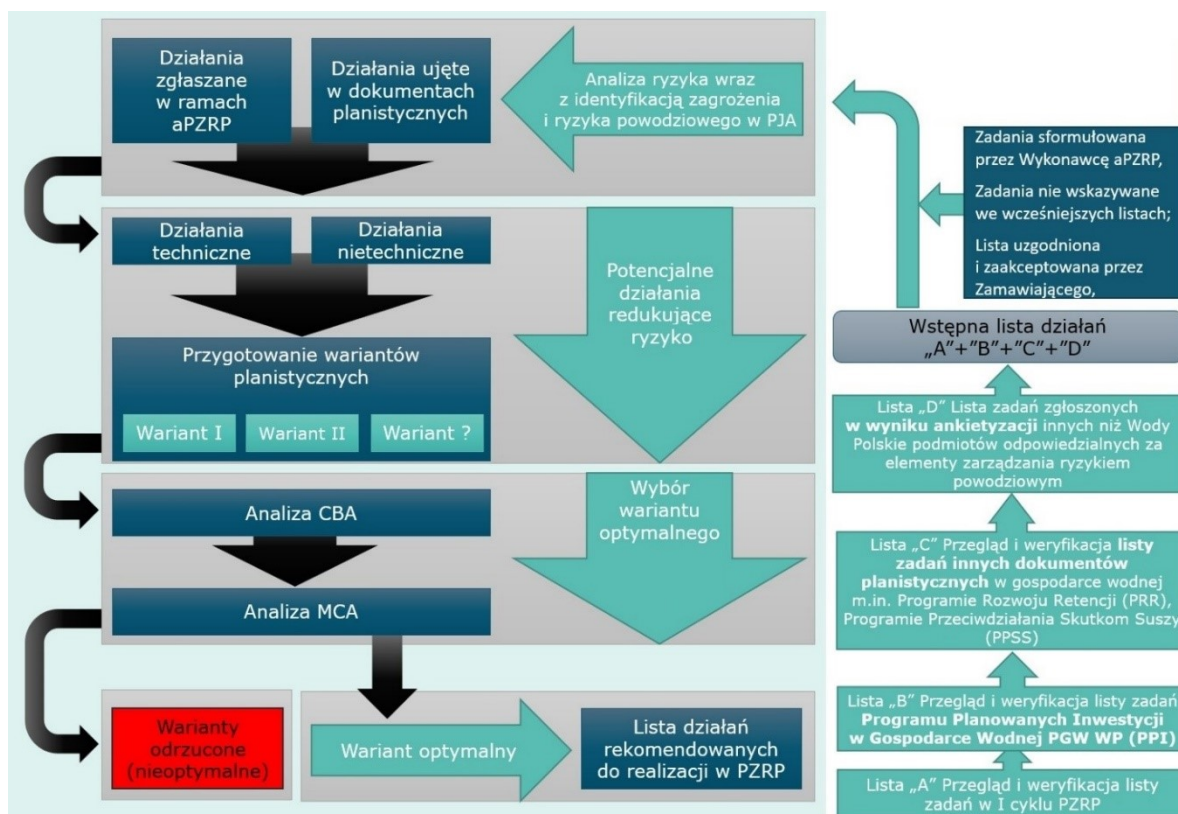 Działania
zgłaszane
w ramach
aPZRP
Działania ujęte
w dokumentach
planistycznych
Analiza ryzyka wraz
z identyfikacją zagrożenia
i ryzyka powodziowego w PJA
Działania
techniczne
Działania
nietechniczne
Potencjalne
działania
redukujące
ryzyko
Przygotowanie wariantów
planistycznych
Wariant I
Wariant II
Wariant ?
Analiza CBA
Analiza MCA
Wybór
wariantu
optymalnego
Warianty
odrzucone
(nieoptymalne)
Wariant optymalny
Lista działań
rekomendowanych
do realizacji w PZRP
Zadania sformułowana
przez Wykonawcę aPZRP,
Zadania nie wskazywane
we wcześniejszych listach;
Lista uzgodniona
i zaakceptowana przez
Zamawiającego,
Wstępna lista działań
„A”+”B”+”C”+”D”
Lista „D” Lista zadań zgłoszonych
w wyniku ankietyzacji innych niż Wody
Polskie podmiotów odpowiedzialnych za
elementy zarządzania ryzykiem
powodziowym
Lista „C” Przegląd i weryfikacja listy
zadań innych dokumentów
planistycznych w gospodarce wodnej
m.in. Programie Rozwoju Retencji (PRR),
Programie Przeciwdziałania Skutkom Suszy
(PPSS)
Lista „B” Przegląd i weryfikacja listy zadań
Programu Planowanych Inwestycji
w Gospodarce Wodnej PGW WP (PPI)
Lista „A” Przegląd i weryfikacja listy
zadań w I cyklu PZRP